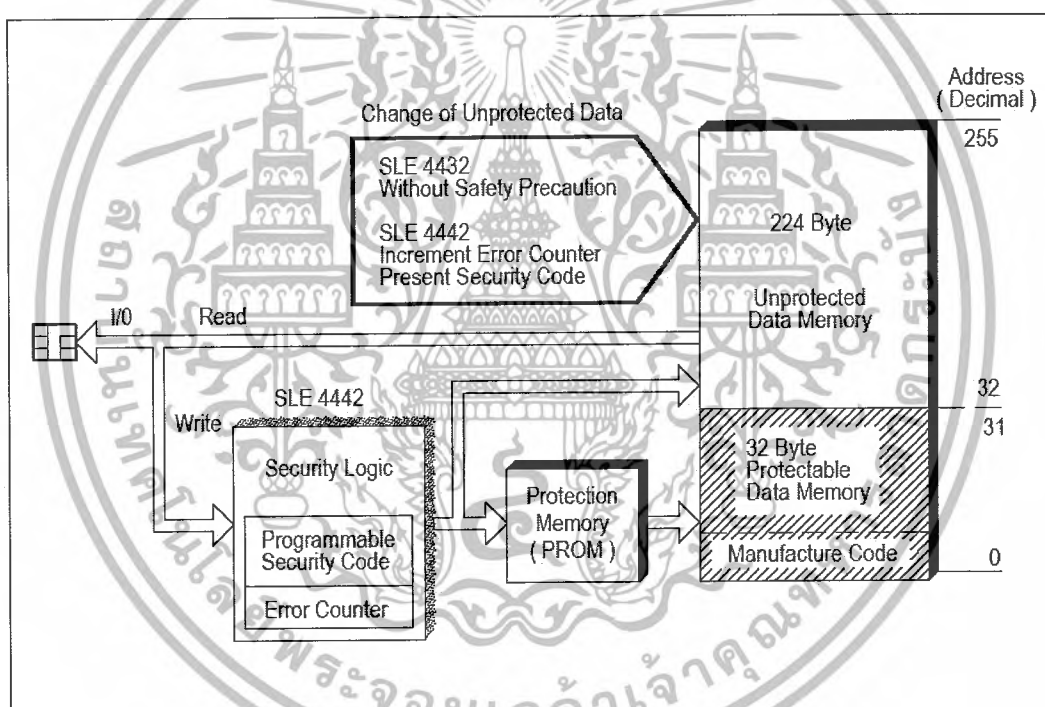 Address
( Decimal )
255
Change of Unprotected Data
SLE 4432
Without Safety Precaution
SLE 4442
Increment Error Counter
Present Security Code
224 Byte
Unprotected
Data Memory
I/0
Read
32
31
SLE 4442
Write
Security Logic
Programmable
Security Code
Error Counter
Protection
Memory
( PROM )
32 Byte
Protectable
Data Memory
Manufacture Code
0